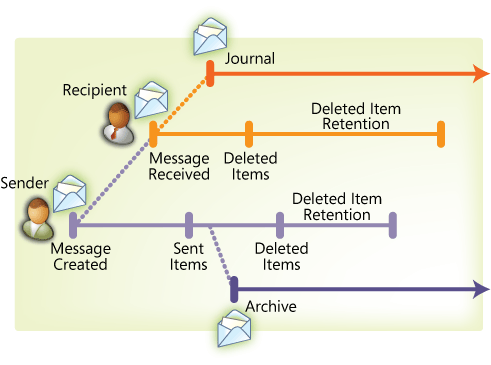 Journal
Recipient
Deleted Item
Retention
Message
Received
Deleted
Items
Sender
Deleted Item
Retention
Message
Created
Sent
Items
Deleted
Items
Archive